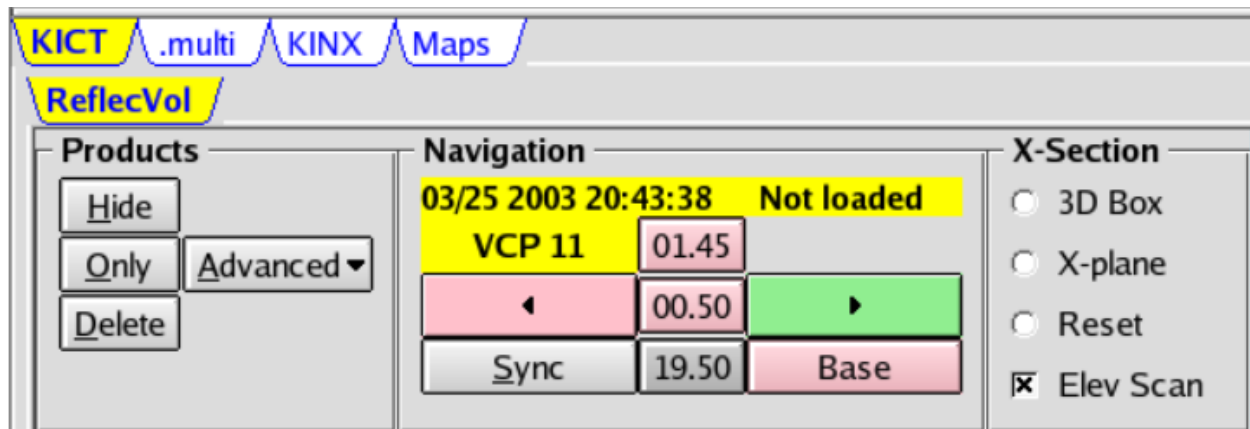 KICT .multi KINX Maps
ReflecVol
Products
Hide
Only Advanced
Delete
Navigation
03/25 2003 20:43:38 Not loaded
VCP 11 01.45
00.50
Sync 19.50 Base
X-Section
3D Box
X-plane
Reset
Elev Scan